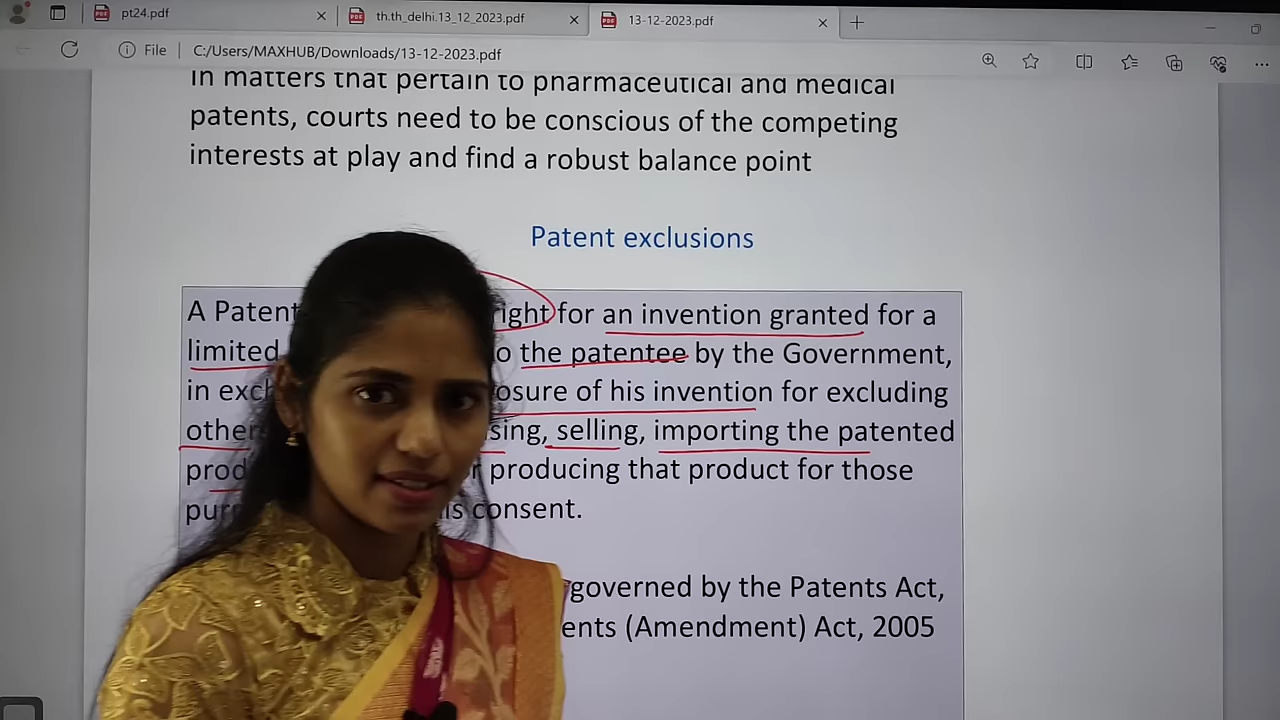 pt24.pdf
th.th_delhi.13_12_2023.pdf
13-12-2023.pdf
File
C:/Users/MAXHUB/Downloads/13-12-2023.pdf
In matters that pertain to pharmaceutical and medical
patents, courts need to be conscious of the competing
interests at play and find a robust balance point
Patent exclusions
A Patent right for an invention granted for a
limited the patentee by the Government,
in osure of his invention for excluding
other sing, selling, importing the patented
prod producing that product for those
pur is consent.
governed by the Patents Act,
ents (Amendment) Act, 2005